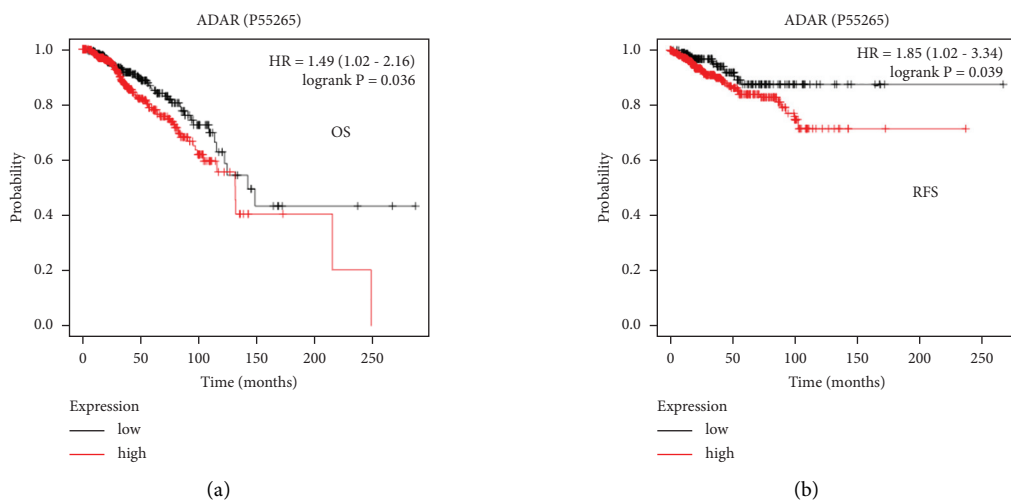 ADAR (P55265)
HR = 1.49 (1.02 - 2.16)
logrank P = 0.036
OS
Probability
1.0
0.8
0.6
0.4
0.2
0.0
0 50 100 150 200 250
Time (months)
Expression
low
high
(a)
ADAR (P55265)
HR = 1.85 (1.02 - 3.34)
logrank P = 0.039
RFS
Probability
1.0
0.8
0.6
0.4
0.2
0.0
0 50 100 150 200 250
Time (months)
Expression
low
high
(b)